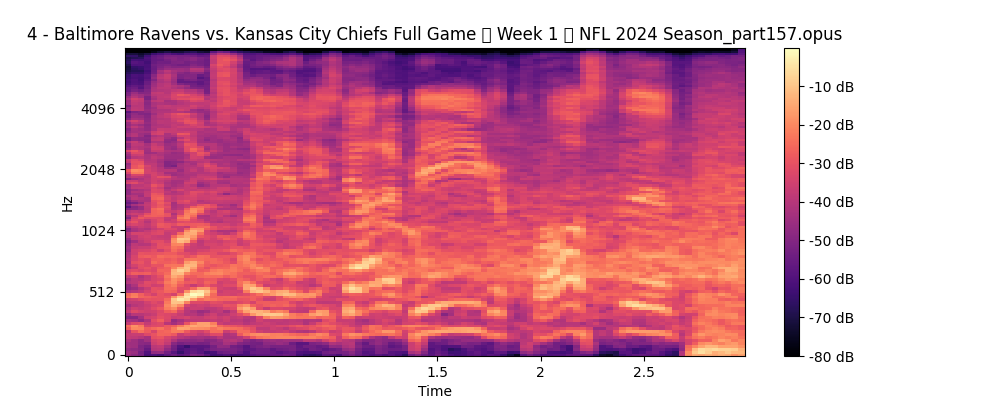 4 - Baltimore Ravens vs. Kansas City Chiefs Full Game ▯ Week 1 ▯ NFL 2024 Season_part157.opus
4096
2048
1024
512
0
Hz
0
0.5
1
1.5
2
2.5
Time
-10 dB
-20 dB
-30 dB
-40 dB
-50 dB
-60 dB
-70 dB
-80 dB